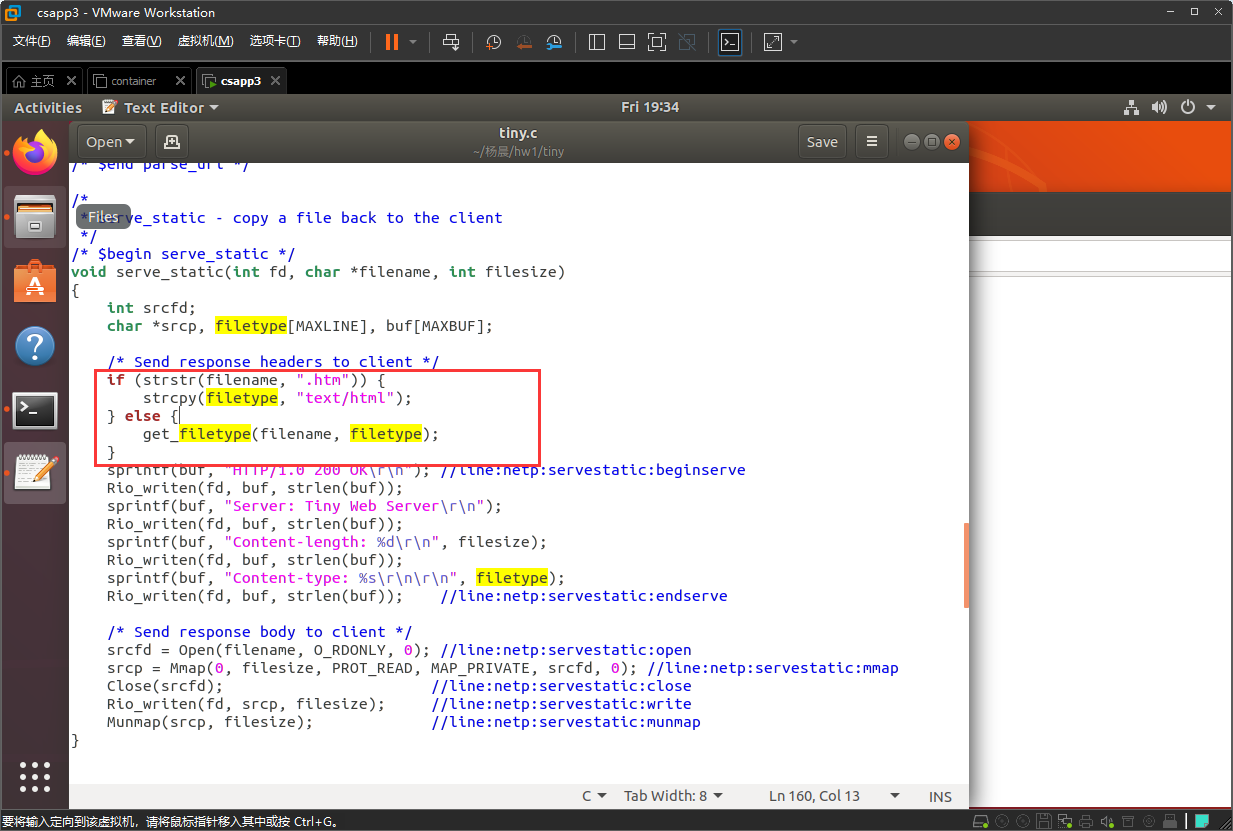 csapp3 - VMware Workstation
文件(F) 编辑(E) 查看(V) 虚拟机(M) 选项卡(T) 帮助(H)
主页 container csapp3
Activities Text Editor Fri 19:34
Open tiny.c Save
~/杨晨/hw1/tiny
/* $end parse_uri */
/*
Files
* serve_static - copy a file back to the client
*/
/* $begin serve_static */
void serve_static(int fd, char *filename, int filesize)
{
int srcfd;
char *srcp, filetype[MAXLINE], buf[MAXBUF];
/* Send response headers to client */
if (strstr(filename, ".htm")) {
strcpy(filetype, "text/html");
} else {
get_filetype(filename, filetype);
}
sprintf(buf, "HTTP/1.0 200 OK\r\n"); //line:netp:servestatic:beginserve
Rio_writen(fd, buf, strlen(buf));
sprintf(buf, "Server: Tiny Web Server\r\n");
Rio_writen(fd, buf, strlen(buf));
sprintf(buf, "Content-length: %d\r\n", filesize);
Rio_writen(fd, buf, strlen(buf));
sprintf(buf, "Content-type: %s\r\n\r\n", filetype);
Rio_writen(fd, buf, strlen(buf)); //line:netp:servestatic:endserve
/* Send response body to client */
srcfd = Open(filename, O_RDONLY, 0); //line:netp:servestatic:open
srcp = Mmap(0, filesize, PROT_READ, MAP_PRIVATE, srcfd, 0); //line:netp:servestatic:mmap
Close(srcfd); //line:netp:servestatic:close
Rio_writen(fd, srcp, filesize); //line:netp:servestatic:write
Munmap(srcp, filesize); //line:netp:servestatic:munmap
}
C Tab Width: 8 Ln 160, Col 13 INS
要将输入定向到该虚拟机，请将鼠标指针移入其中或按 Ctrl+G。